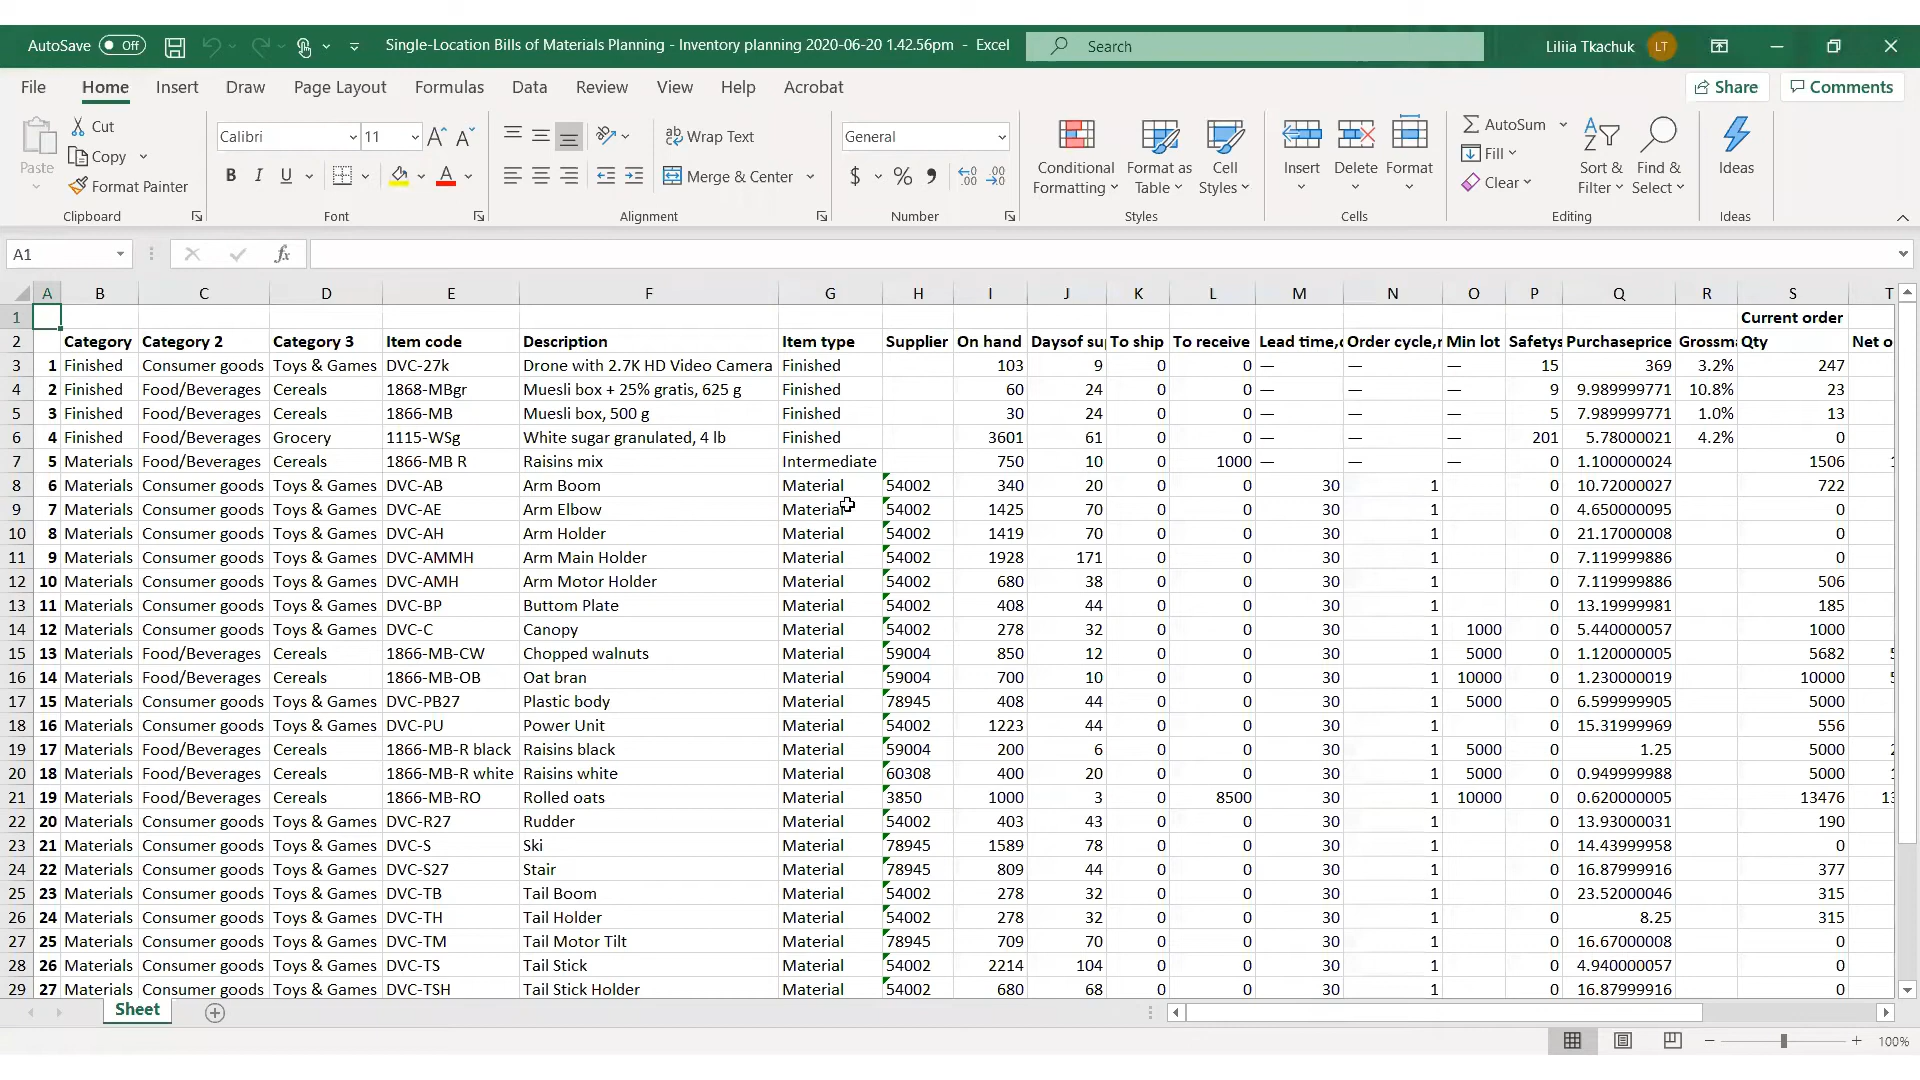 AutoSave Off Single-Location Bills of Materials Planning - Inventory planning 2020-06-20 1.42.56pm - Excel Search Liliia Tkachuk LT
File Home Insert Draw Page Layout Formulas Data Review View Help Acrobat Share Comments
Paste Cut Copy Format Painter Clipboard
Calibri 11 B I U A Font
Wrap Text Merge & Center Alignment
General $ % Number
Conditional Formatting Format as Table Cell Styles Styles
Insert Delete Format Cells
AutoSum Fill Clear Sort & Filter Find & Select Editing
Ideas Ideas
A1 fx
A B C D E F G H I J K L M N O P Q R S T
1 Current order
2 Category Category 2 Category 3 Item code Description Item type Supplier On hand Daysof su To ship To receive Lead time,c Order cycle,r Min lot Safetys Purchaseprice Grossma Qty Net o
3 1 Finished Consumer goods Toys & Games DVC-27k Drone with 2.7K HD Video Camera Finished 103 9 0 0 — — — 15 369 3.2% 247
4 2 Finished Food/Beverages Cereals 1868-MBgr Muesli box + 25% gratis, 625 g Finished 60 24 0 0 — — — 9 9.989999771 10.8% 23
5 3 Finished Food/Beverages Cereals 1866-MB Muesli box, 500 g Finished 30 24 0 0 — — — 5 7.989999771 1.0% 13
6 4 Finished Food/Beverages Grocery 1115-WSg White sugar granulated, 4 lb Finished 3601 61 0 0 — — — 201 5.78000021 4.2% 0
7 5 Materials Food/Beverages Cereals 1866-MB R Raisins mix Intermediate 750 10 0 1000 — — — 0 1.100000024 1506
8 6 Materials Consumer goods Toys & Games DVC-AB Arm Boom Material 54002 340 20 0 0 30 1 0 10.72000027 722
9 7 Materials Consumer goods Toys & Games DVC-AE Arm Elbow Material 54002 1425 70 0 0 30 1 0 4.650000095 0
10 8 Materials Consumer goods Toys & Games DVC-AH Arm Holder Material 54002 1419 70 0 0 30 1 0 21.17000008 0
11 9 Materials Consumer goods Toys & Games DVC-AMMH Arm Main Holder Material 54002 1928 171 0 0 30 1 0 7.119999886 0
12 10 Materials Consumer goods Toys & Games DVC-AMH Arm Motor Holder Material 54002 680 38 0 0 30 1 0 7.119999886 506
13 11 Materials Consumer goods Toys & Games DVC-BP Buttom Plate Material 54002 408 44 0 0 30 1 0 13.19999981 185
14 12 Materials Consumer goods Toys & Games DVC-C Canopy Material 54002 278 32 0 0 30 1 1000 0 5.440000057 1000
15 13 Materials Food/Beverages Cereals 1866-MB-CW Chopped walnuts Material 59004 850 12 0 0 30 1 5000 0 1.120000005 5682
16 14 Materials Food/Beverages Cereals 1866-MB-OB Oat bran Material 59004 700 10 0 0 30 1 10000 0 1.230000019 10000
17 15 Materials Consumer goods Toys & Games DVC-PB27 Plastic body Material 78945 408 44 0 0 30 1 5000 0 6.599999905 5000
18 16 Materials Consumer goods Toys & Games DVC-PU Power Unit Material 54002 1223 44 0 0 30 1 0 15.31999969 556
19 17 Materials Food/Beverages Cereals 1866-MB-R black Raisins black Material 59004 200 6 0 0 30 1 5000 0 1.25 5000
20 18 Materials Food/Beverages Cereals 1866-MB-R white Raisins white Material 60308 400 20 0 0 30 1 5000 0 0.949999988 5000
21 19 Materials Food/Beverages Cereals 1866-MB-RO Rolled oats Material 3850 1000 3 0 8500 30 1 10000 0 0.620000005 13476
22 20 Materials Consumer goods Toys & Games DVC-R27 Rudder Material 54002 403 43 0 0 30 1 0 13.93000031 190
23 21 Materials Consumer goods Toys & Games DVC-S Ski Material 78945 1589 78 0 0 30 1 0 14.43999958 0
24 22 Materials Consumer goods Toys & Games DVC-S27 Stair Material 78945 809 44 0 0 30 1 0 16.87999916 377
25 23 Materials Consumer goods Toys & Games DVC-TB Tail Boom Material 54002 278 32 0 0 30 1 0 23.52000046 315
26 24 Materials Consumer goods Toys & Games DVC-TH Tail Holder Material 54002 278 32 0 0 30 1 0 8.25 315
27 25 Materials Consumer goods Toys & Games DVC-TM Tail Motor Tilt Material 78945 709 70 0 0 30 1 0 16.67000008 0
28 26 Materials Consumer goods Toys & Games DVC-TS Tail Stick Material 54002 2214 104 0 0 30 1 0 4.940000057 0
29 27 Materials Consumer goods Toys & Games DVC-TSH Tail Stick Holder Material 54002 680 68 0 0 30 1 0 16.87999916 0
Sheet
100%